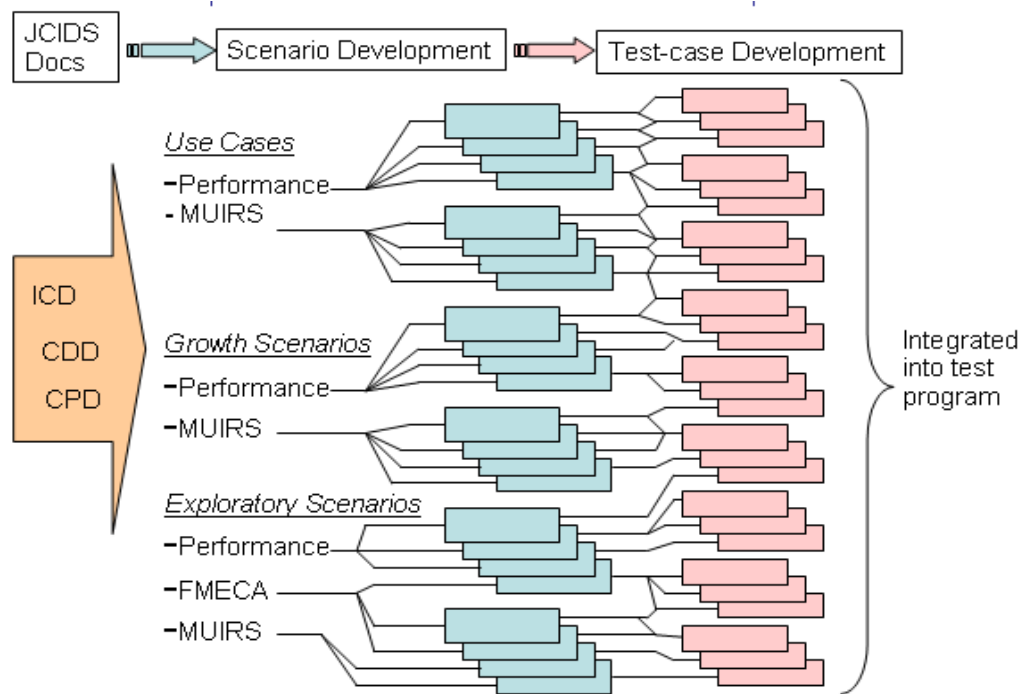 JCIDS
Docs
Scenario Development
Test-case Development
Use Cases
-Performance
- MUIRS
ICD
CDD
CPD
Growth Scenarios
-Performance
-MUIRS
Exploratory Scenarios
-Performance
-FMECA
-MUIRS
Integrated
into test
program